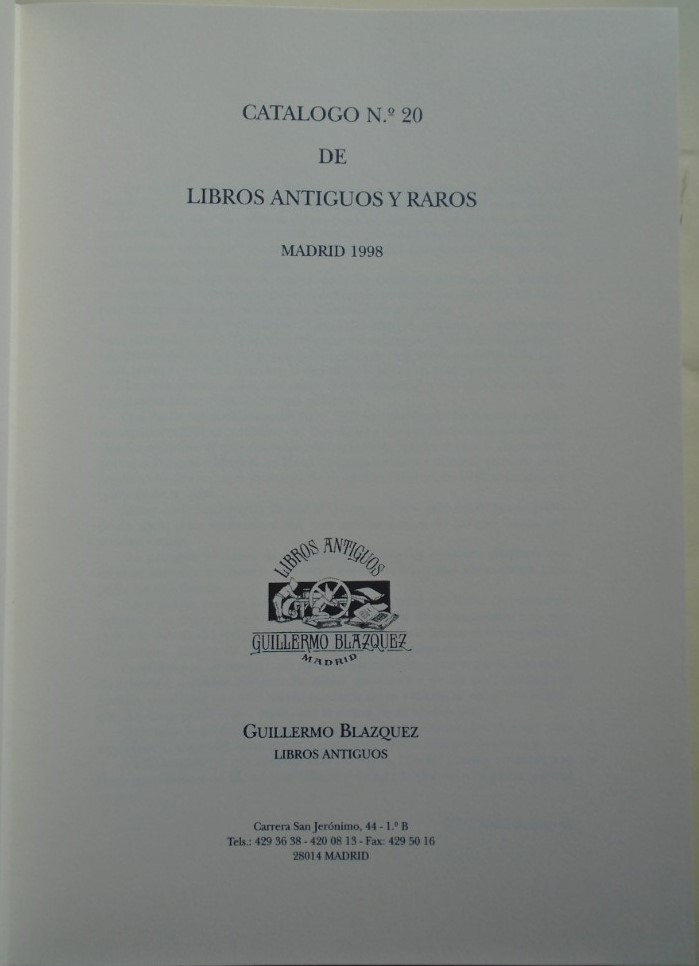 CATALOGO N.º 20
DE
LIBROS ANTIGUOS Y RAROS
MADRID 1998
LIBROS ANTIGUOS
GUILLERMO BLAZQUEZ
MADRID
GUILLERMO BLAZQUEZ
LIBROS ANTIGUOS
Carrera San Jerónimo, 44 - 1.º B
Tels.: 429 36 38 - 420 08 13 - Fax: 429 50 16
28014 MADRID